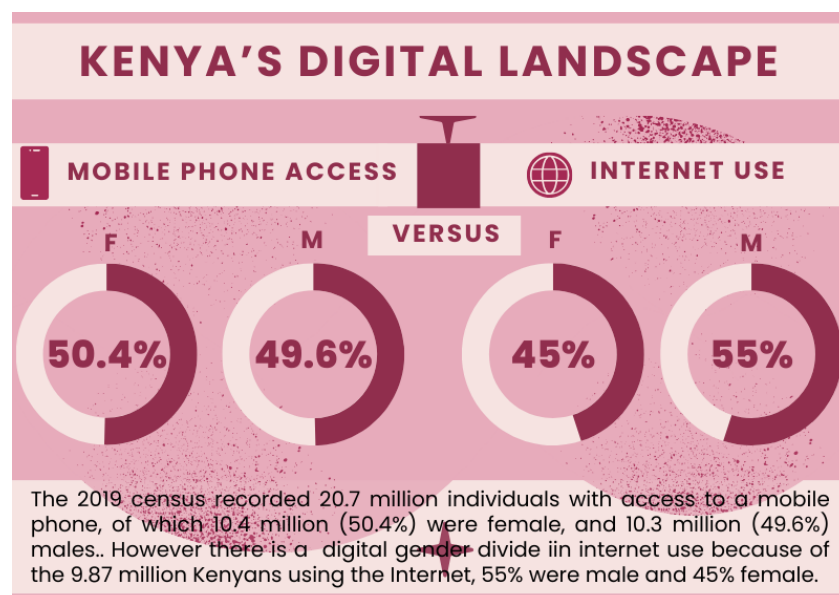 KENYA'S DIGITAL LANDSCAPE
MOBILE PHONE ACCESS
INTERNET USE
VERSUS
F
M
F
M
50.4%
49.6%
45%
55%
The 2019 census recorded 20.7 million individuals with access to a mobile
phone, of which 10.4 million (50.4%) were female, and 10.3 million (49.6%)
males.. However there is a digital gender divide iin internet use because of
the 9.87 million Kenyans using the Internet, 55% were male and 45% female.